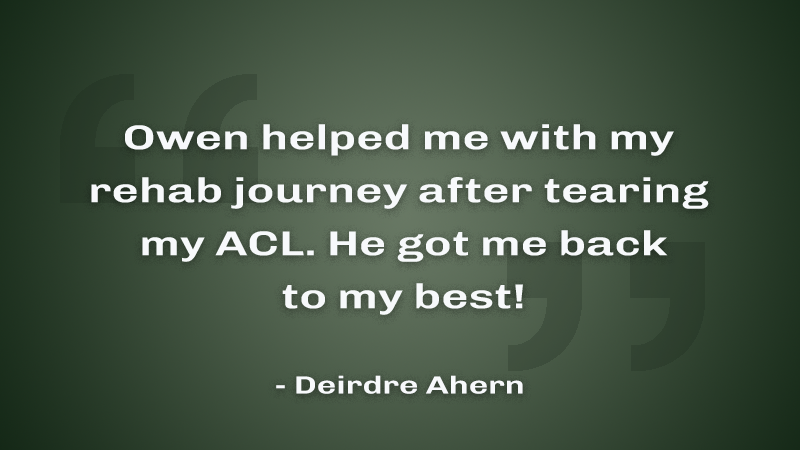 Owen helped me with my
rehab journey after tearing
my ACL. He got me back
to my best!
- Deirdre Ahern